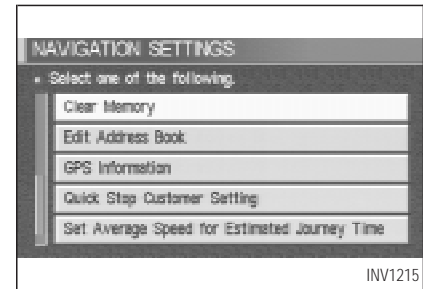 NAVIGATION SETTINGS
Select one of the following.
Clear Memory
Edit Address Book
GPS Information
Quick Stop Customer Setting
Set Average Speed for Estimated Journey Time
INV1215